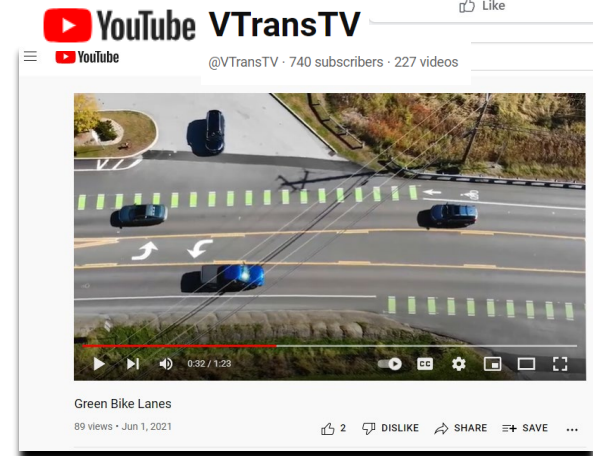 YouTube VTransTV
Like
YouTube
@VTransTV · 740 subscribers · 227 videos
0:32 / 1:23
CC
Green Bike Lanes
89 views • Jun 1, 2021
2 DISLIKE SHARE SAVE ...